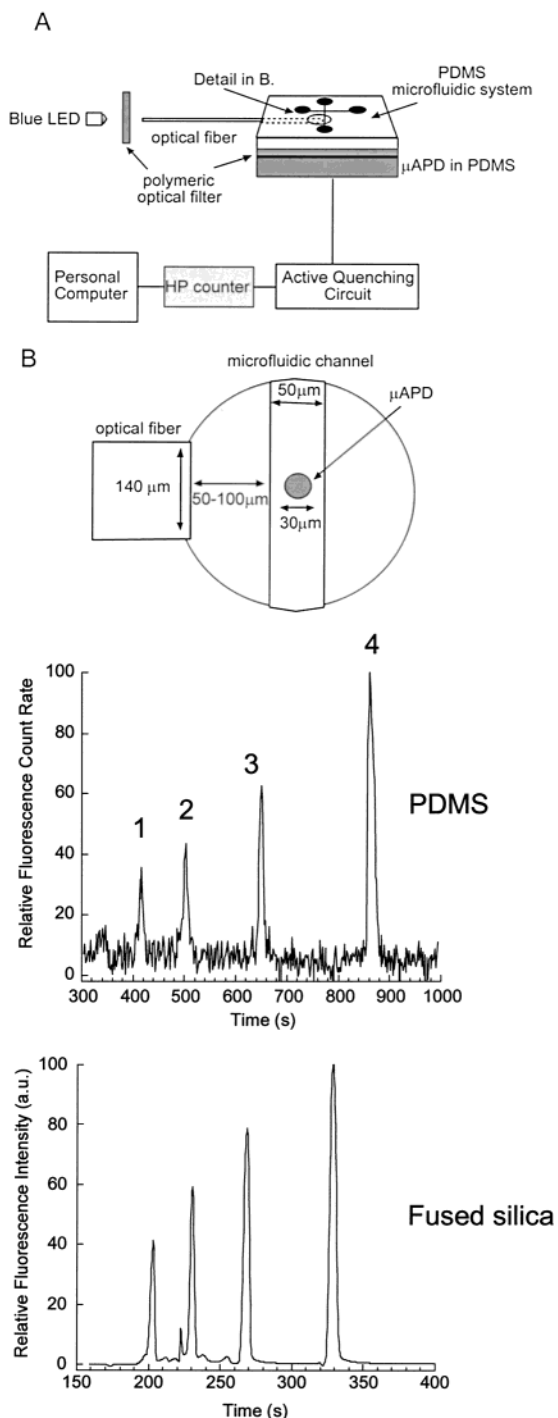 A
Detail in B.
PDMS
microfluidic system
Blue LED
optical fiber
polymeric
optical filter
μAPD in PDMS
Personal
Computer
HP counter
Active Quenching
Circuit
B
microfluidic channel
50μm
μAPD
optical fiber
140 μm
50-100μm
30μm
Relative Fluorescence Count Rate
100
80
60
40
20
0
1
2
3
4
PDMS
300 400 500 600 700 800 900 1000
Time (s)
Relative Fluorescence Intensity (a.u.)
100
80
60
40
20
0
Fused silica
150 200 250 300 350 400
Time (s)